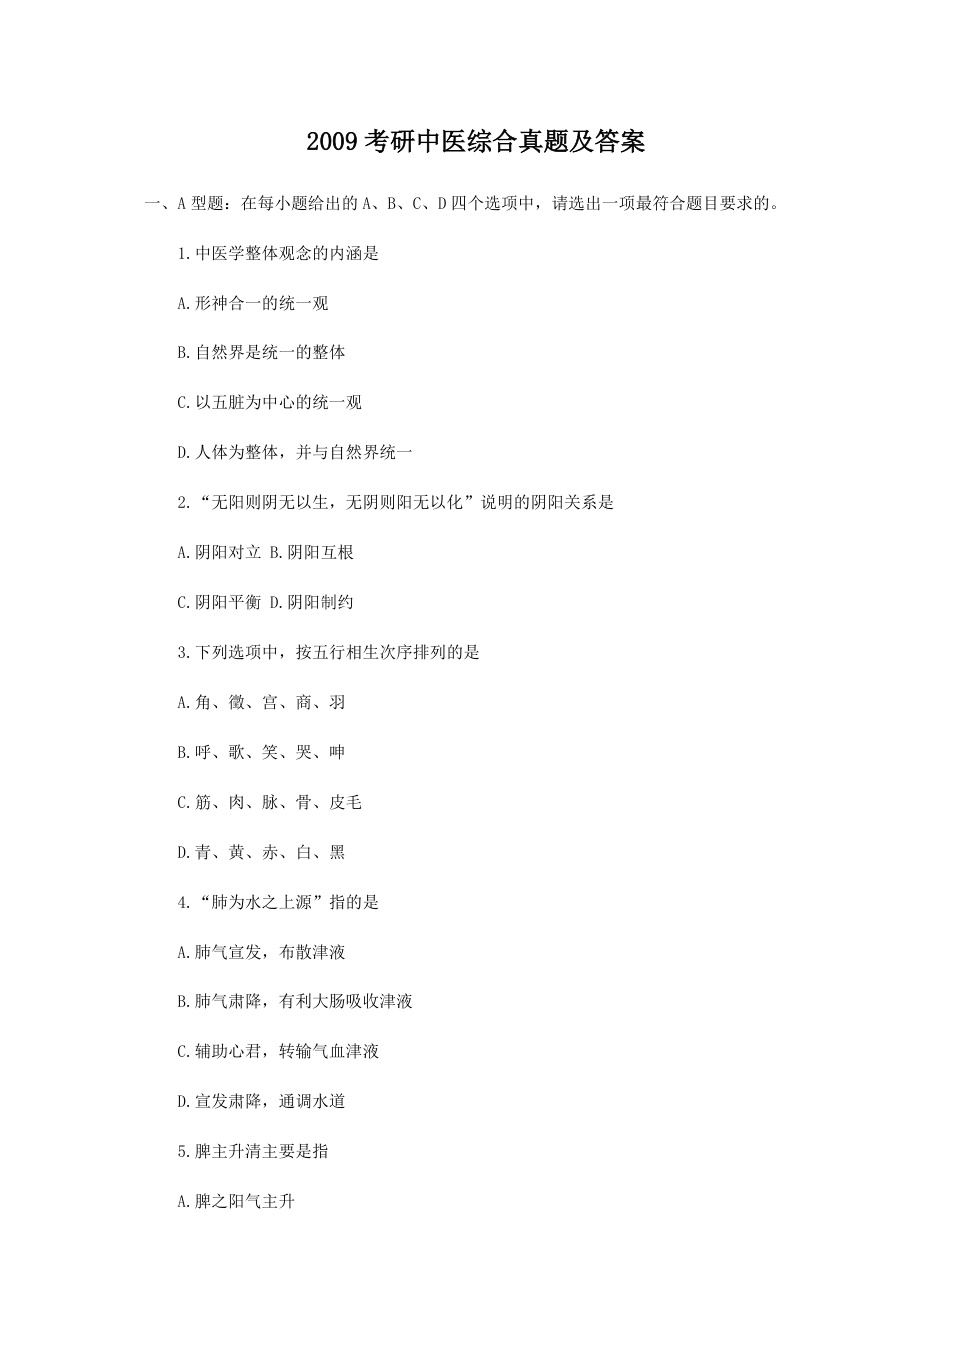 2009 考研中医综合真题及答案
一、A 型题：在每小题给出的 A、B、C、D 四个选项中，请选出一项最符合题目要求的。
1.中医学整体观念的内涵是
A.形神合一的统一观
B.自然界是统一的整体
C.以五脏为中心的统一观
D.人体为整体，并与自然界统一
2.“无阳则阴无以生，无阴则阳无以化”说明的阴阳关系是
A.阴阳对立 B.阴阳互根
C.阴阳平衡 D.阴阳制约
3.下列选项中，按五行相生次序排列的是
A.角、徵、宫、商、羽
B.呼、歌、笑、哭、呻
C.筋、肉、脉、骨、皮毛
D.青、黄、赤、白、黑
4.“肺为水之上源”指的是
A.肺气宣发，布散津液
B.肺气肃降，有利大肠吸收津液
C.辅助心君，转输气血津液
D.宣发肃降，通调水道
5.脾主升清主要是指
A.脾之阳气主升